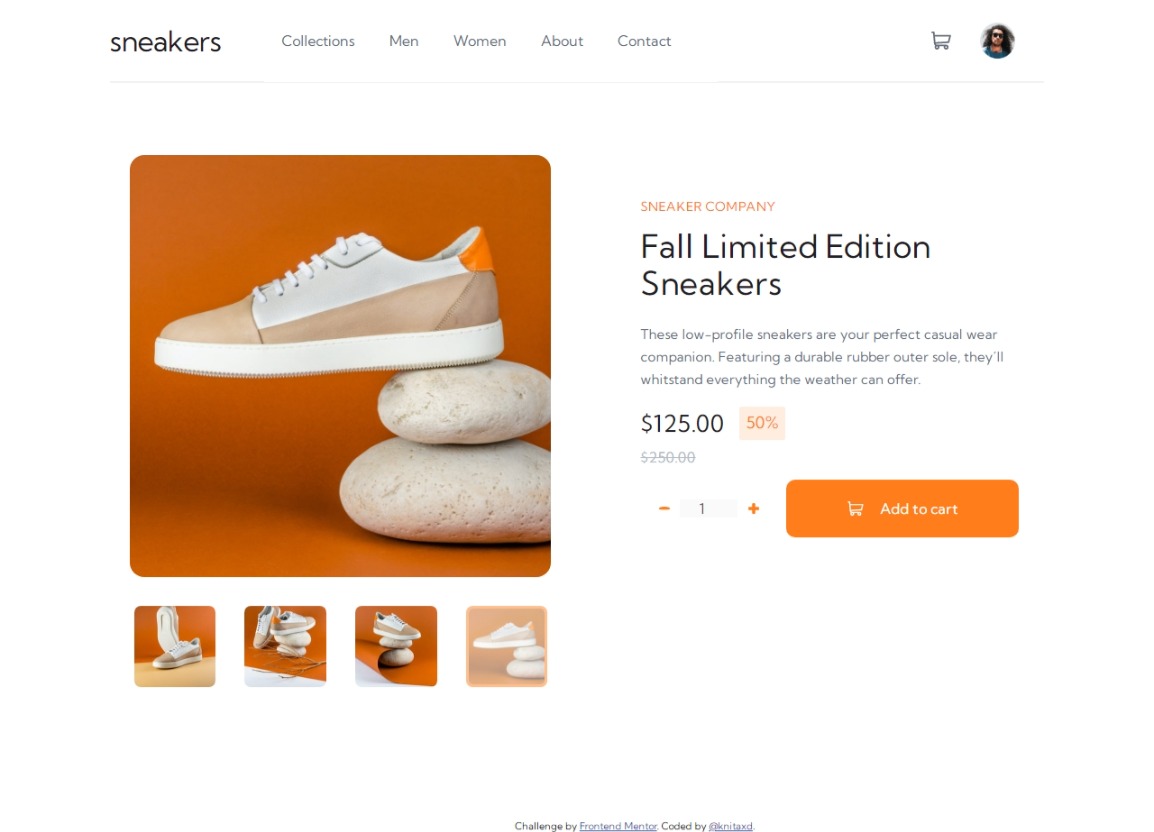 sneakers
Collections Men Women About Contact
SNEAKER COMPANY
Fall Limited Edition
Sneakers
These low-profile sneakers are your perfect casual wear
companion. Featuring a durable rubber outer sole, they'll
whitstand everything the weather can offer.
$125.00 50%
$250.00
- 1 + Add to cart
Challenge by Frontend Mentor. Coded by @knitaxd.